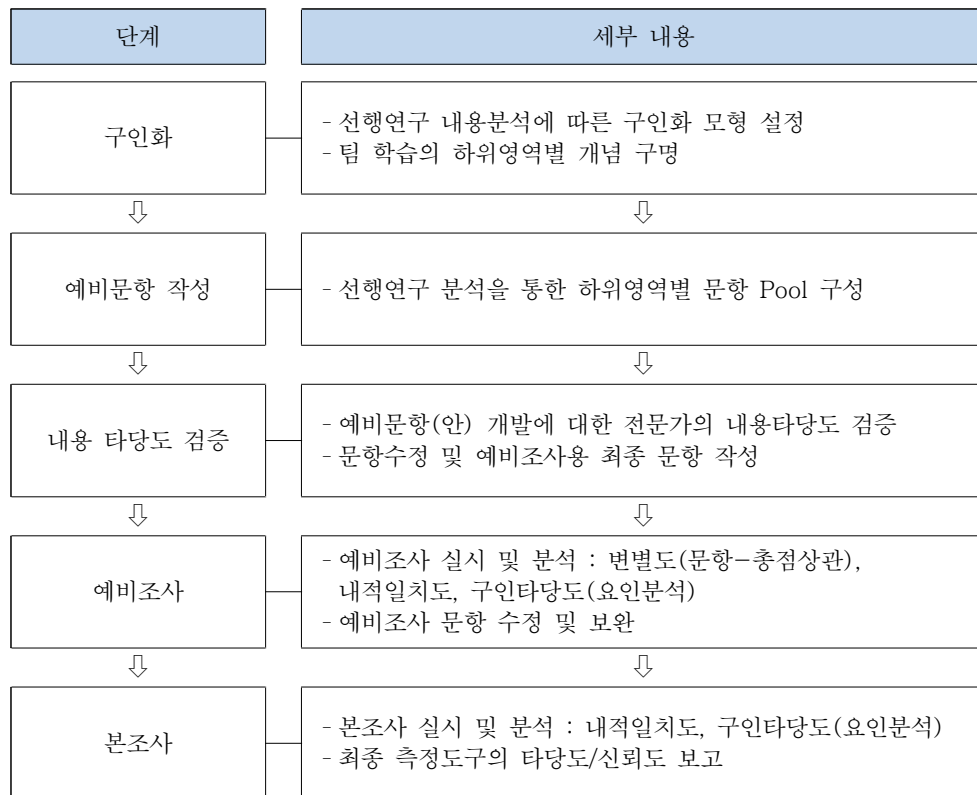 단계
세부 내용
구인화
- 선행연구 내용분석에 따른 구인화 모형 설정
- 팀 학습의 하위영역별 개념 구명
⇩
⇩
예비문항 작성
- 선행연구 분석을 통한 하위영역별 문항 Pool 구성
⇩
⇩
내용 타당도 검증
- 예비문항(안) 개발에 대한 전문가의 내용타당도 검증
- 문항수정 및 예비조사용 최종 문항 작성
⇩
⇩
예비조사
- 예비조사 실시 및 분석 : 변별도(문항-총점상관),
내적일치도, 구인타당도(요인분석)
- 예비조사 문항 수정 및 보완
⇩
⇩
본조사
- 본조사 실시 및 분석 : 내적일치도, 구인타당도(요인분석)
- 최종 측정도구의 타당도/신뢰도 보고